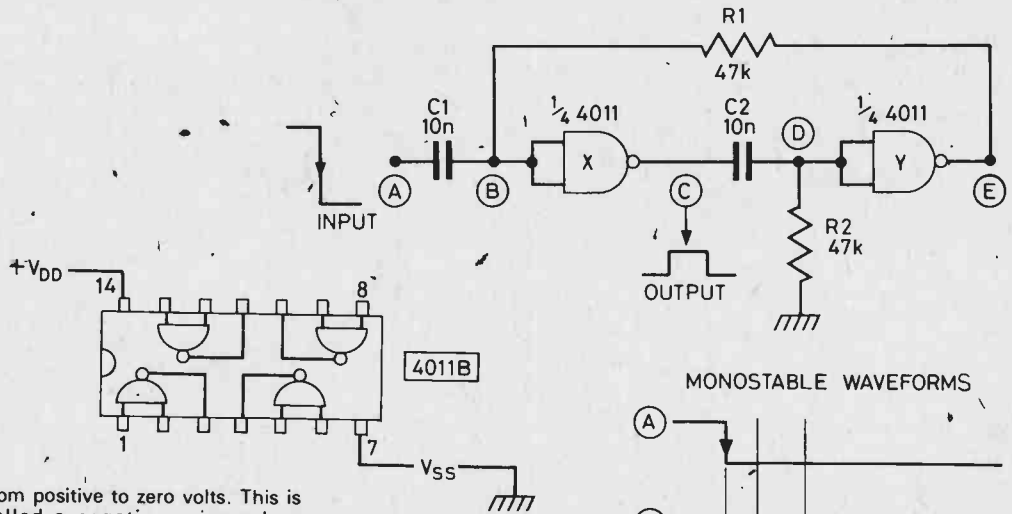 R1
47k
C1
10n
¼ 4011
C2
10n
¼ 4011
A
B
X
C
D
Y
E
INPUT
OUTPUT
R2
47k
+VDD
14
8
4011B
1
7
VSS
MONOSTABLE WAVEFORMS
A
om positive to zero volts. This is